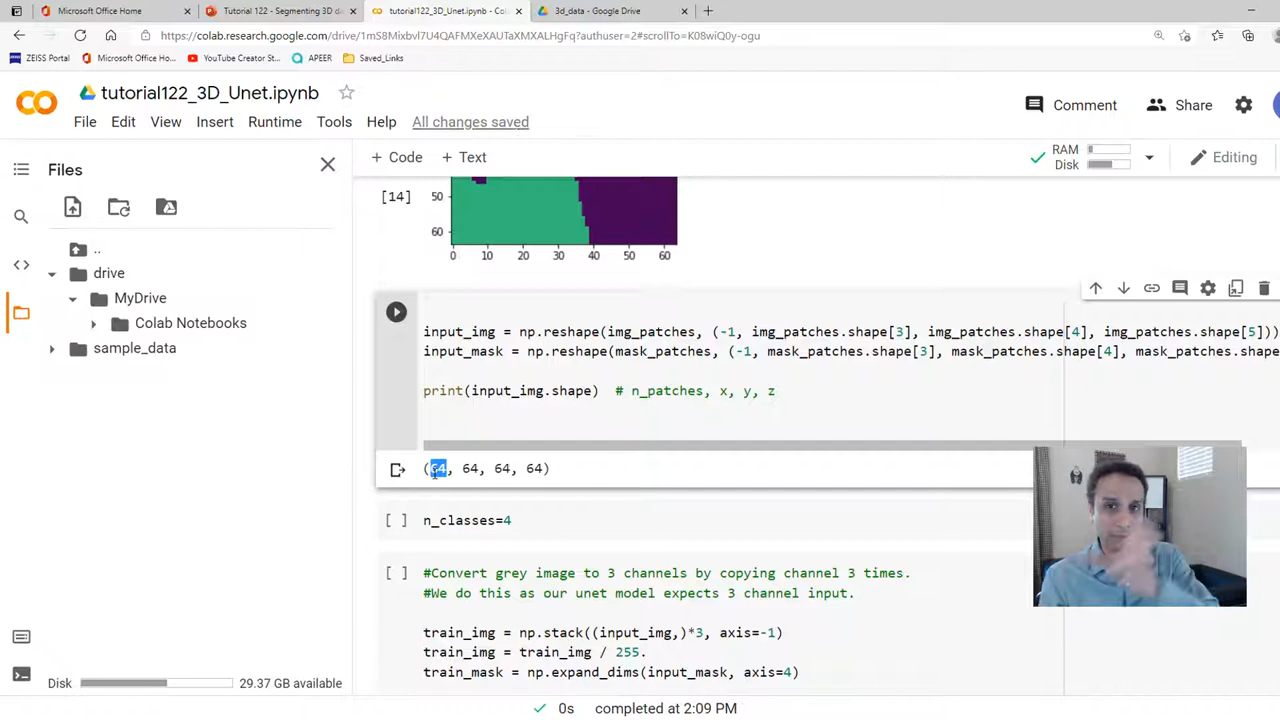 Microsoft Office Home
Tutorial 122 - Segmenting 3D da
tutorial122_3D_Unet.ipynb - Co
3d_data - Google Drive
https://colab.research.google.com/drive/1mS8Mixbvl7U4QAFMXeXAUTaXMXALHgFq?authuser=2#scrollTo=K08wiQ0y-ogu
ZEISS Portal
Microsoft Office Ho...
YouTube Creator St...
APEER
Saved_Links
tutorial122_3D_Unet.ipynb
Comment
Share
File Edit View Insert Runtime Tools Help All changes saved
Files
+ Code + Text
RAM
Disk
Editing
[14]
50
60
0 10 20 30 40 50 60
..
drive
MyDrive
Colab Notebooks
sample_data
input_img = np.reshape(img_patches, (-1, img_patches.shape[3], img_patches.shape[4], img_patches.shape[5]))
input_mask = np.reshape(mask_patches, (-1, mask_patches.shape[3], mask_patches.shape[4], mask_patches.shape
print(input_img.shape) # n_patches, x, y, z
(64, 64, 64, 64)
[ ] n_classes=4
[ ] #Convert grey image to 3 channels by copying channel 3 times.
#We do this as our unet model expects 3 channel input.
train_img = np.stack((input_img,)*3, axis=-1)
train_img = train_img / 255.
train_mask = np.expand_dims(input_mask, axis=4)
Disk
29.37 GB available
0s completed at 2:09 PM